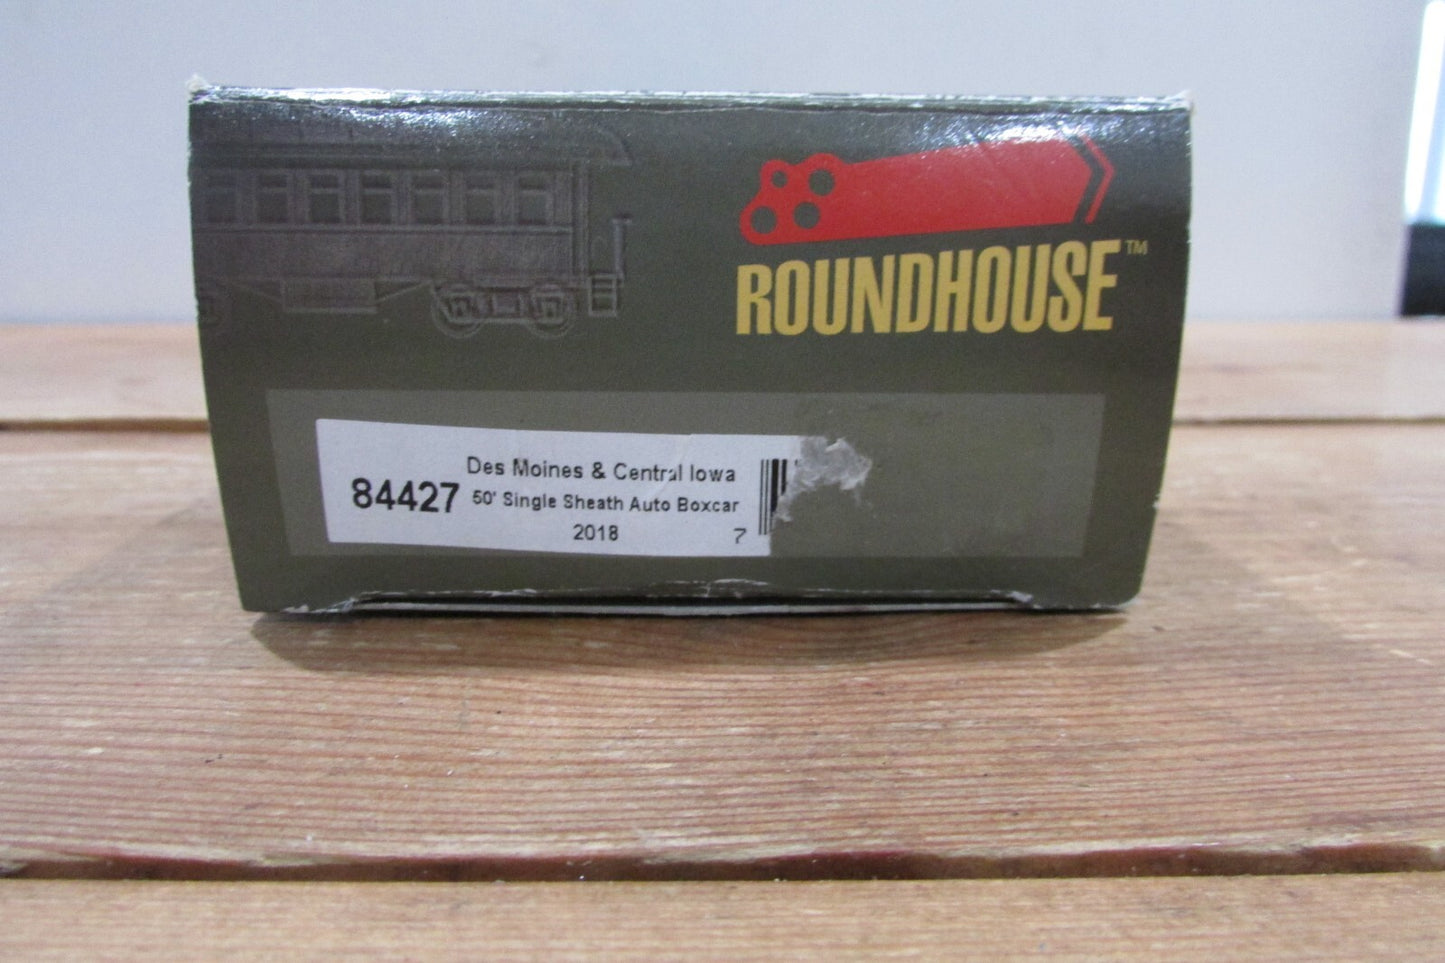 ROUNDHOUSE™
Des Moines & Central Iowa
84427 50' Single Sheath Auto Boxcar
2018 7